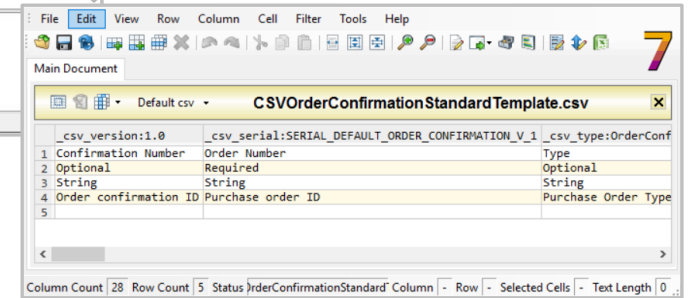 File Edit View Row Column Cell Filter Tools Help
7
Main Document
Default csv CSVOrderConfirmationStandardTemplate.csv
_csv_version:1.0 _csv_serial:SERIAL_DEFAULT_ORDER_CONFIRMATION_V_1 _csv_type:OrderConf
1 Confirmation Number Order Number Type
2 Optional Required Optional
3 String String String
4 Order confirmation ID Purchase order ID Purchase Order Type
5
Column Count 28 Row Count 5 Status OrderConfirmationStandard Column - Row - Selected Cells - Text Length 0